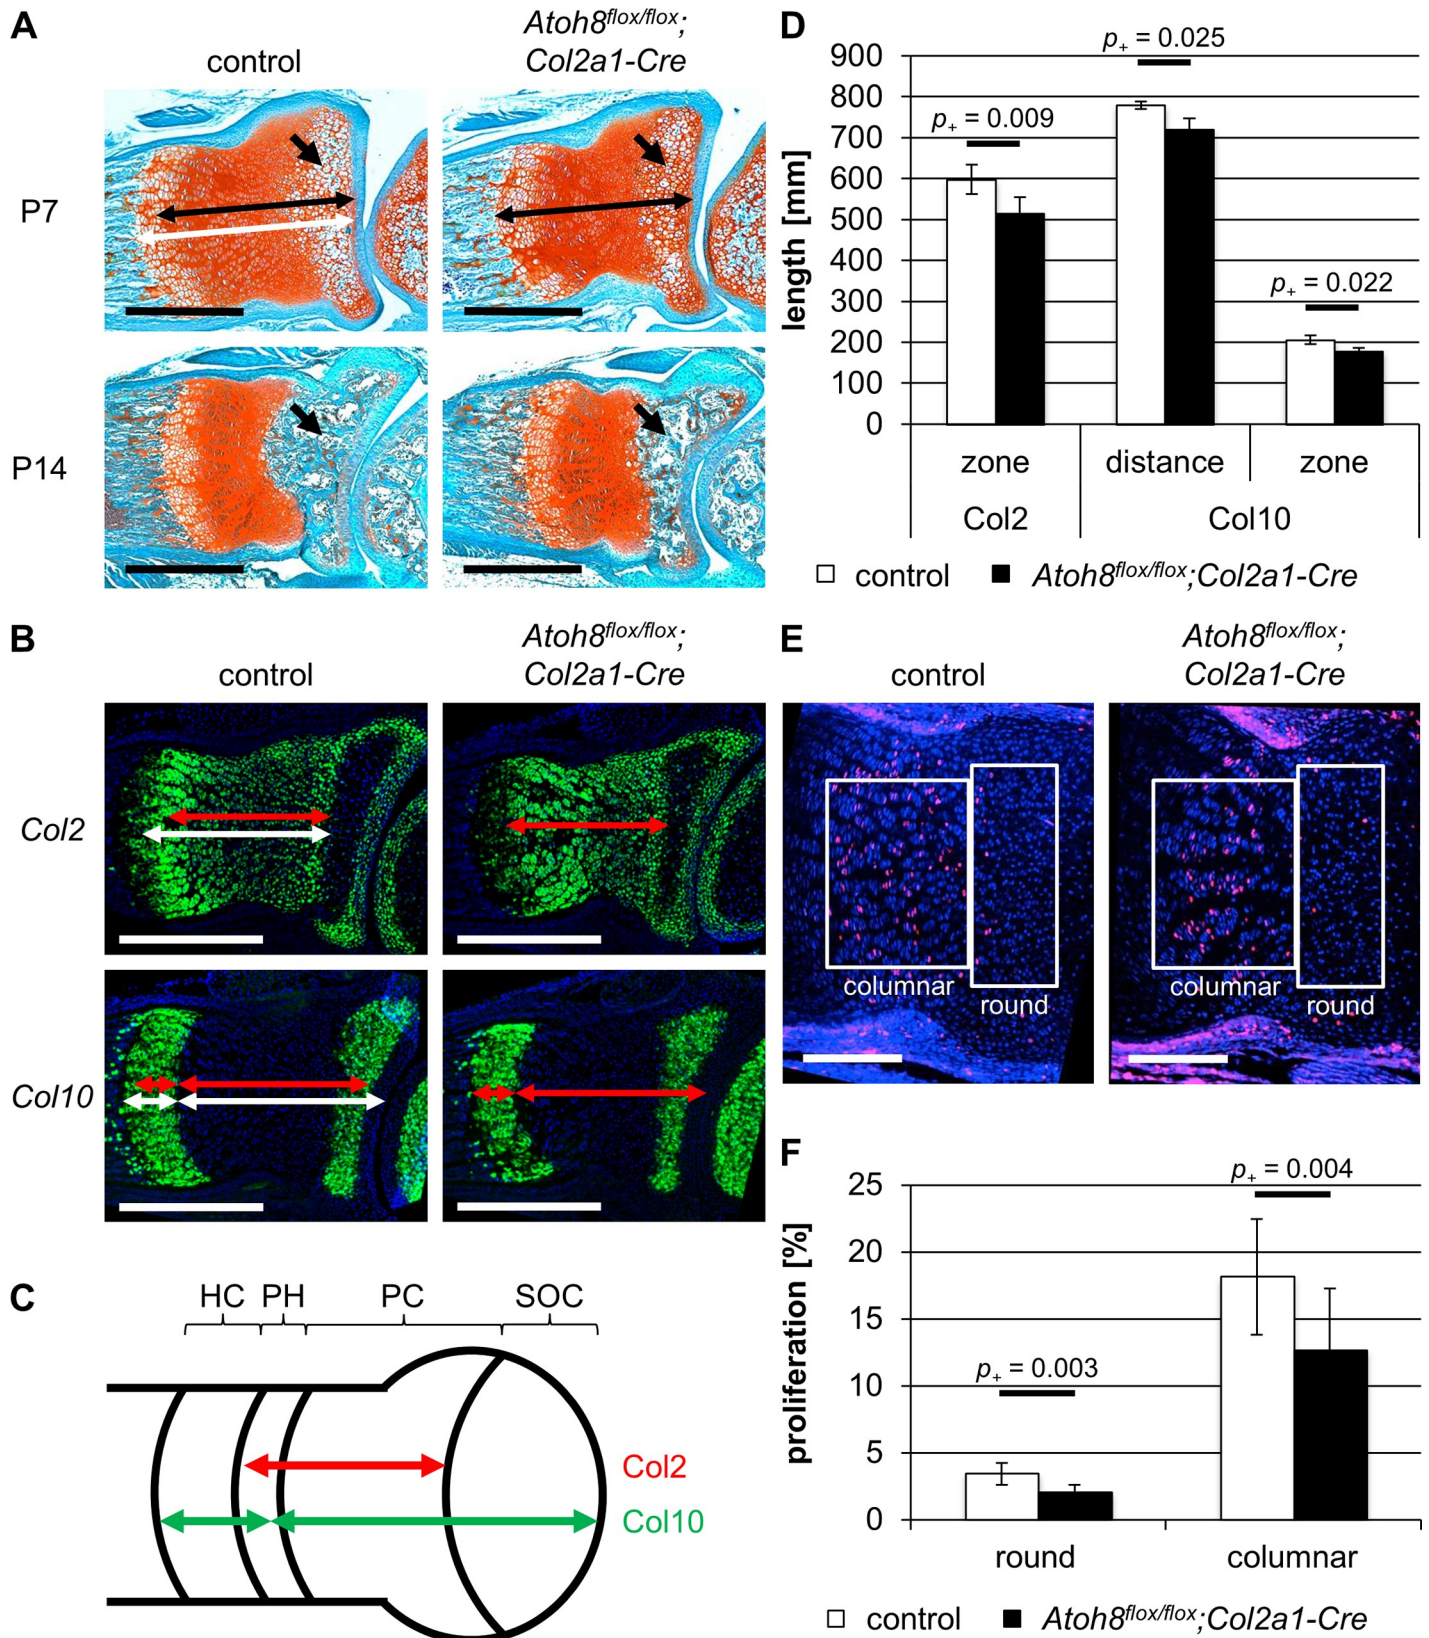 A
control
Atoh8flox/flox;
Col2a1-Cre
P7
P14
B
control
Atoh8flox/flox;
Col2a1-Cre
Col2
Col10
C
HC PH PC SOC
Col2
Col10
D
p+ = 0.009
p+ = 0.025
p+ = 0.022
length [mm]
900
800
700
600
500
400
300
200
100
0
zone distance zone
Col2 Col10
control Atoh8flox/flox;Col2a1-Cre
E
control
Atoh8flox/flox;
Col2a1-Cre
columnar
round
columnar
round
F
p+ = 0.003
p+ = 0.004
proliferation [%]
25
20
15
10
5
0
round columnar
control Atoh8flox/flox;Col2a1-Cre